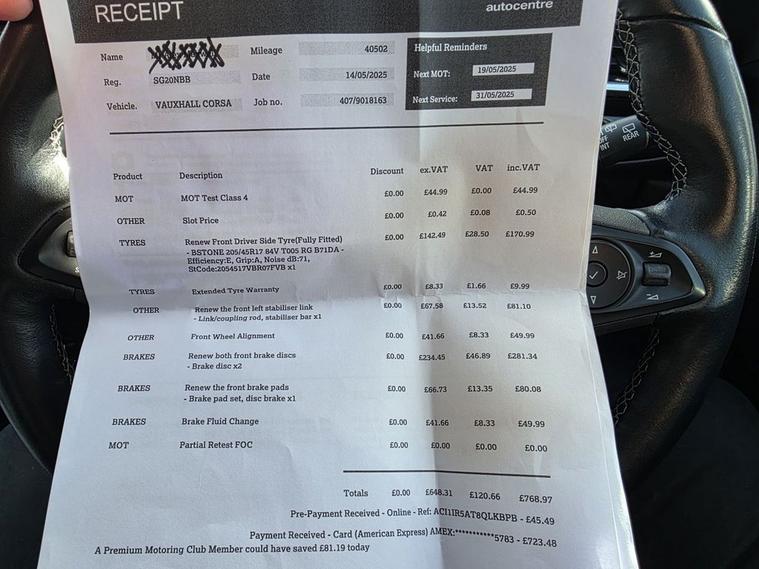 RECEIPT
autocentre
Name
Mileage 40502
Reg. SG20NBB
Date 14/05/2025
Vehicle. VAUXHALL CORSA
Job no. 407/9018163
Helpful Reminders
Next MOT: 19/05/2025
Next Service: 31/05/2025
Product Description Discount ex.VAT VAT inc.VAT
MOT MOT Test Class 4 £0.00 £44.99 £0.00 £44.99
OTHER Slot Price £0.00 £0.42 £0.08 £0.50
TYRES Renew Front Driver Side Tyre(Fully Fitted) £0.00 £142.49 £28.50 £170.99
- BSTONE 205/45R17 84V T005 RG B71DA -
Efficiency:E, Grip:A, Noise dB:71,
StCode:2054517VBR07FVB x1
TYRES Extended Tyre Warranty £0.00 £8.33 £1.66 £9.99
OTHER Renew the front left stabiliser link £0.00 £67.58 £13.52 £81.10
- Link/coupling rod, stabiliser bar x1
OTHER Front Wheel Alignment £0.00 £41.66 £8.33 £49.99
BRAKES Renew both front brake discs £0.00 £234.45 £46.89 £281.34
- Brake disc x2
BRAKES Renew the front brake pads £0.00 £66.73 £13.35 £80.08
- Brake pad set, disc brake x1
BRAKES Brake Fluid Change £0.00 £41.66 £8.33 £49.99
MOT Partial Retest FOC £0.00 £0.00 £0.00 £0.00
Totals £0.00 £648.31 £120.66 £768.97
Pre-Payment Received - Online - Ref: AC111R5AT8QLKBPB - £45.49
Payment Received - Card (American Express) AMEX:***********5783 - £723.48
A Premium Motoring Club Member could have saved £81.19 today
OFF
INT
REAR